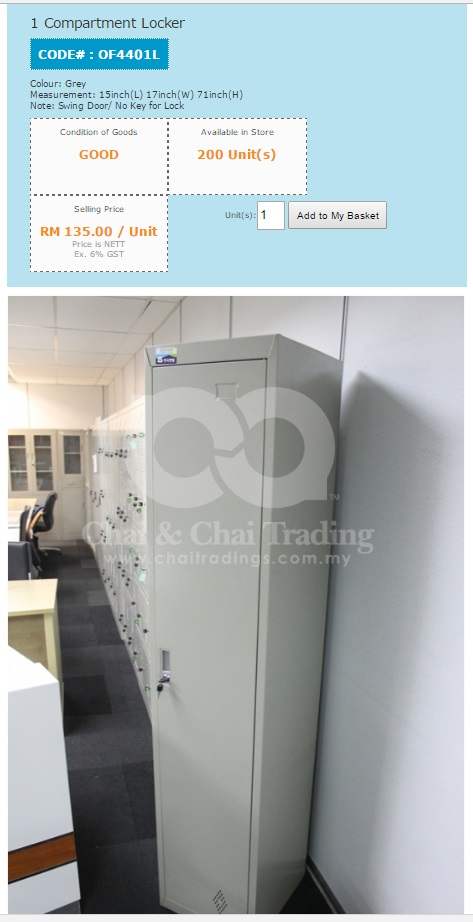 1 Compartment Locker
CODE# : OF4401L
Colour: Grey
Measurement: 15inch(L) 17inch(W) 71inch(H)
Note: Swing Door/ No Key for Lock
Condition of Goods
GOOD
Available in Store
200 Unit(s)
Selling Price
RM 135.00 / Unit
Price is NETT
Ex. 6% GST
Unit(s): 1 Add to My Basket
TM
Chai & Chai Trading
www.chaitradings.com.my